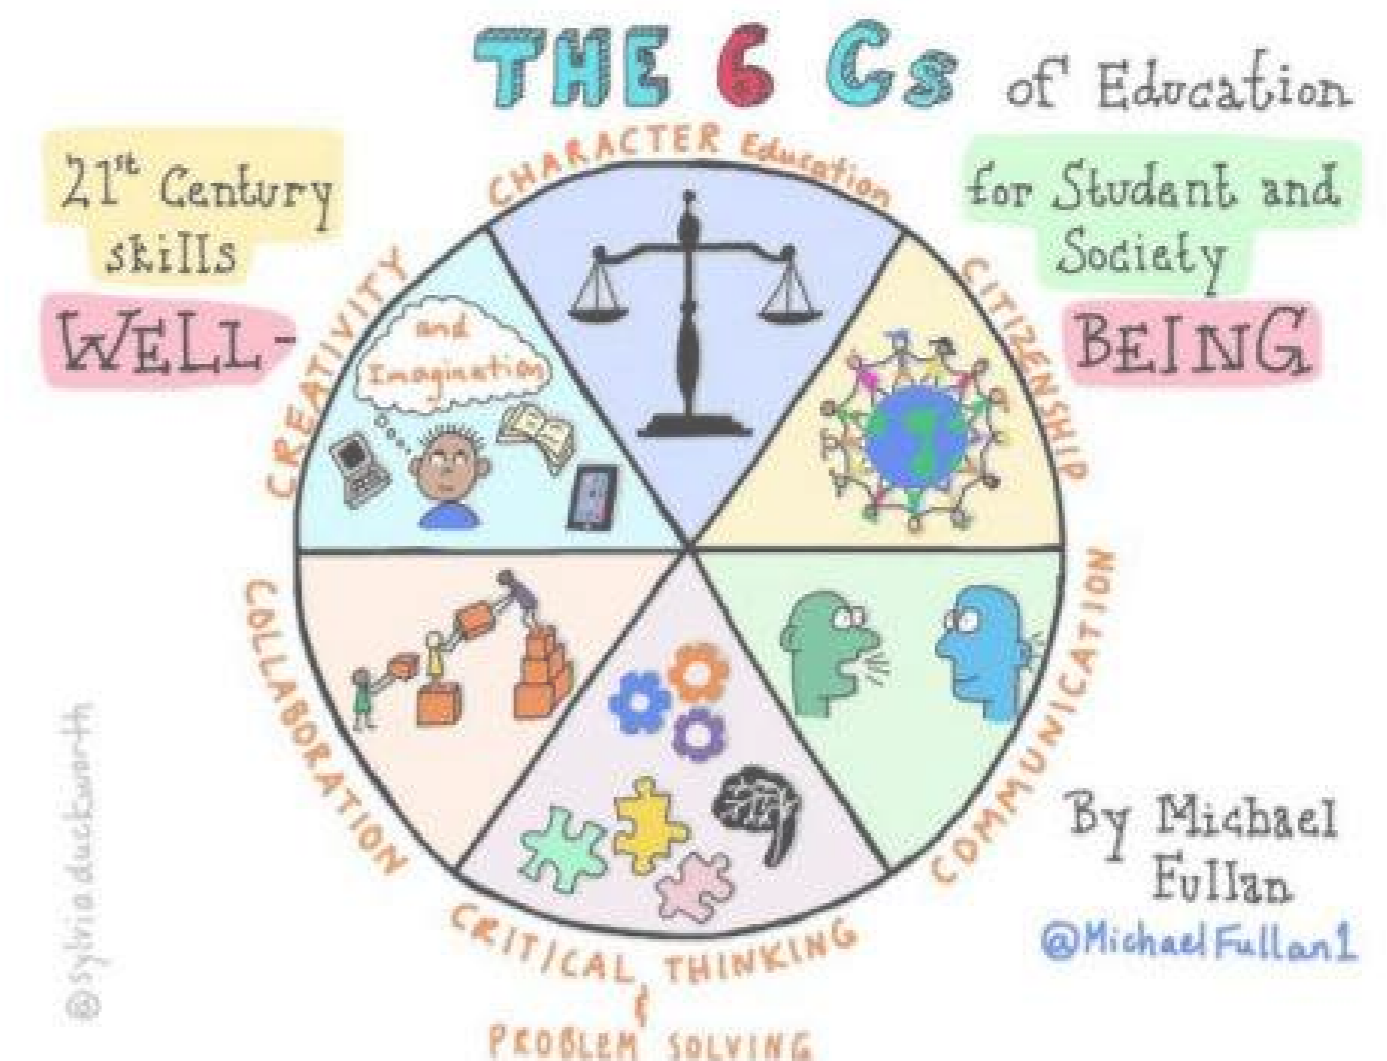 THE 6 Cs of Education
21st Century
skills
WELL-
for Student and
Society
BEING
CHARACTER Education
CITIZENSHIP
COMMUNICATION
CRITICAL THINKING
&
PROBLEM SOLVING
COLLABORATION
CREATIVITY
and
Imagination
By Michael
Fullan
@MichaelFullan1
@sylviaduckworth